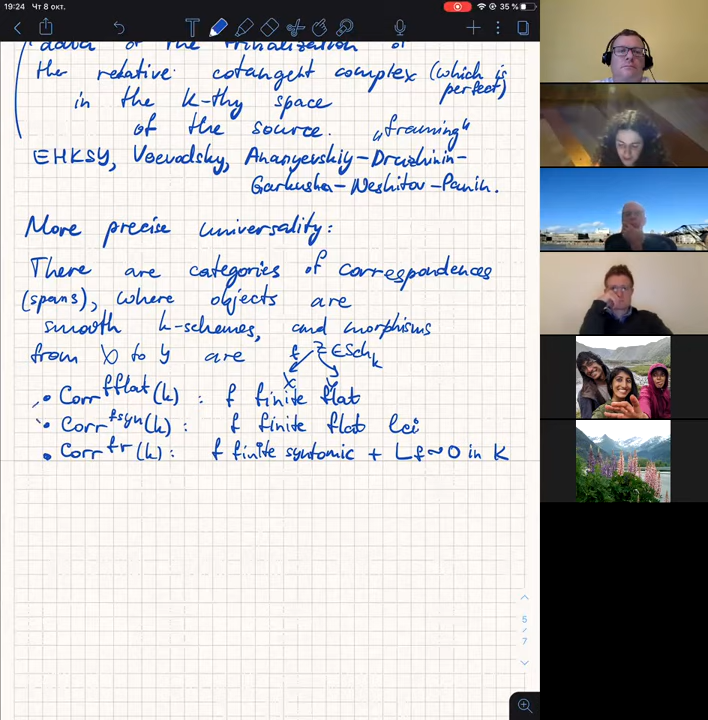 19:24 Чт 8 окт.
35 %
data of the trivialization of
the relative cotangent complex (which is
perfect)
in the k-thy space
of the source. „framing“
EHKSY, Voevodsky, Ananyevskiy–Druzhinin–
Garkusha–Neshitov–Panin.
More precise universality:
There are categories of correspondences
(spans), where objects are
smooth k-schemes, and morphisms
from X to Y are f Z ∈ Sch_k
X Y
• Corr^fflat(k): f finite flat
• Corr^fsyn(k): f finite flat lci
• Corr^fr(k): f finite syntomic + L_f ~ 0 in K
5
/
7